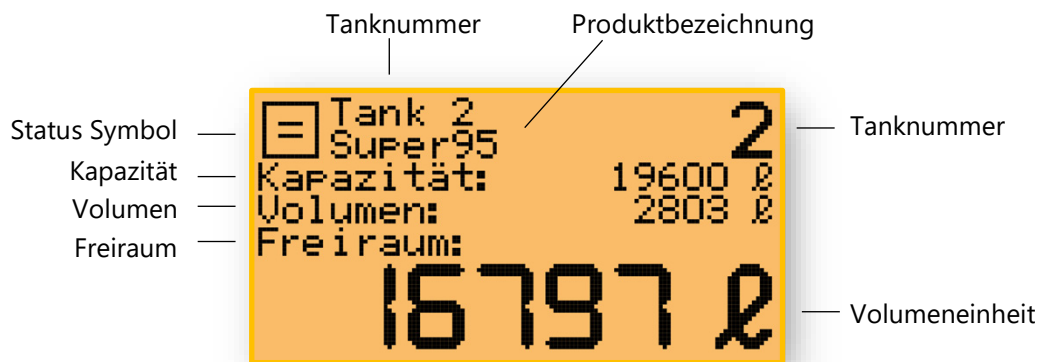 Tanknummer
Produktbezeichnung
Tank 2
Super95
2
Status Symbol
Tanknummer
Kapazität
Kapazität: 19600 ℓ
Volumen
Volumen: 2803 ℓ
Freiraum
Freiraum:
16797 ℓ
Volumeneinheit